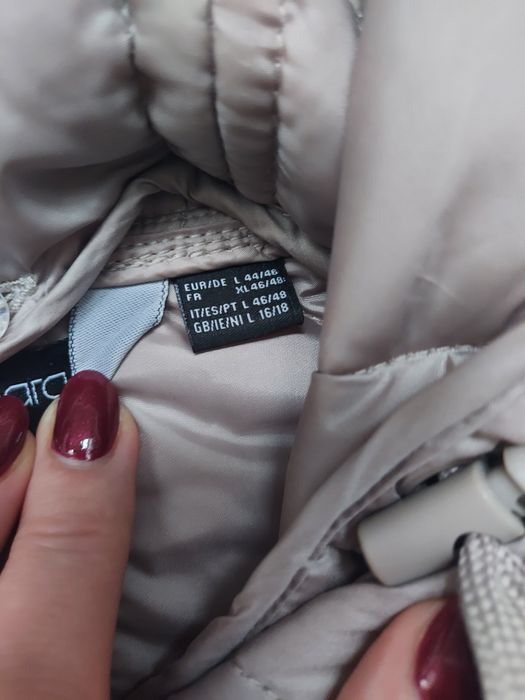 EUR/DE L 44/46
FR XL46/48
IT/ES/PT L 46/48
GB/IE/NI L 16/18